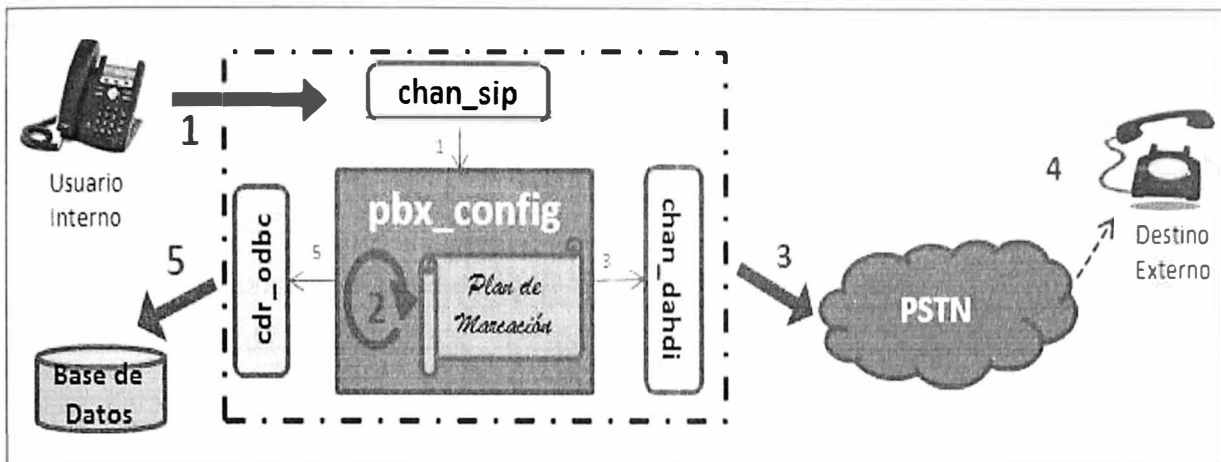 1
Usuario
Interno
chan_sip
1
pbx_config
2
Plan de
Marcación
cdr_odbc
5
5
Base de
Datos
3
chan_dahdi
3
PSTN
4
Destino
Externo